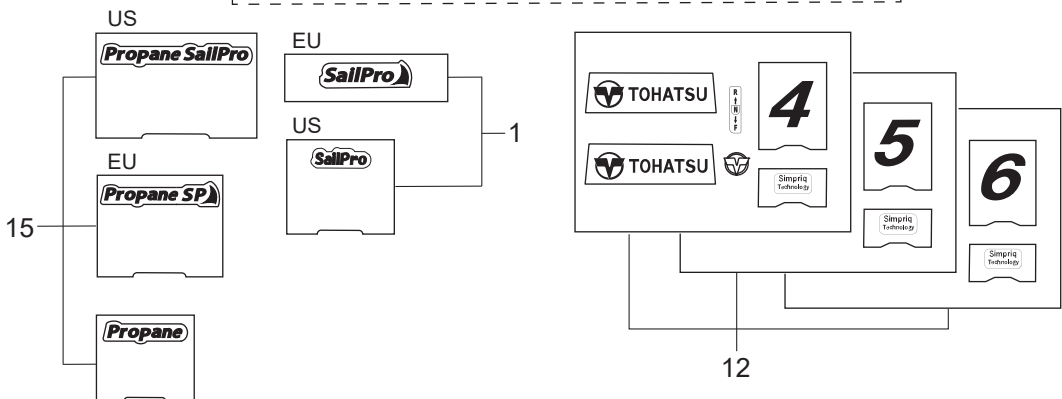 US
Propane SailPro
EU
Propane SP
Propane
15
EU
SailPro
US
SailPro
1
TOHATSU
TOHATSU
R
N
F
4
Simpriq
Technology
5
Simpriq
Technology
6
Simpriq
Technology
12